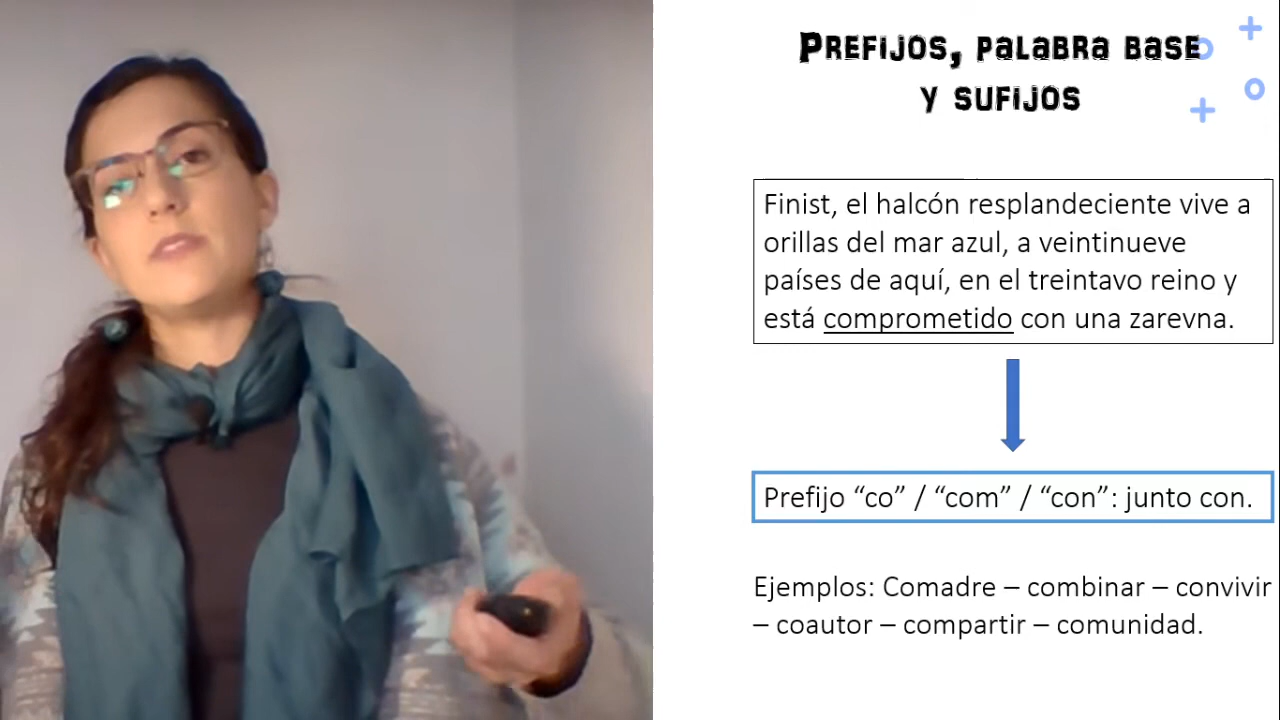 Prefijos, palabra base
y sufijos
Finist, el halcón resplandeciente vive a
orillas del mar azul, a veintinueve
países de aquí, en el treintavo reino y
está comprometido con una zarevna.
Prefijo “co” / “com” / “con”: junto con.
Ejemplos: Comadre – combinar – convivir
– coautor – compartir – comunidad.